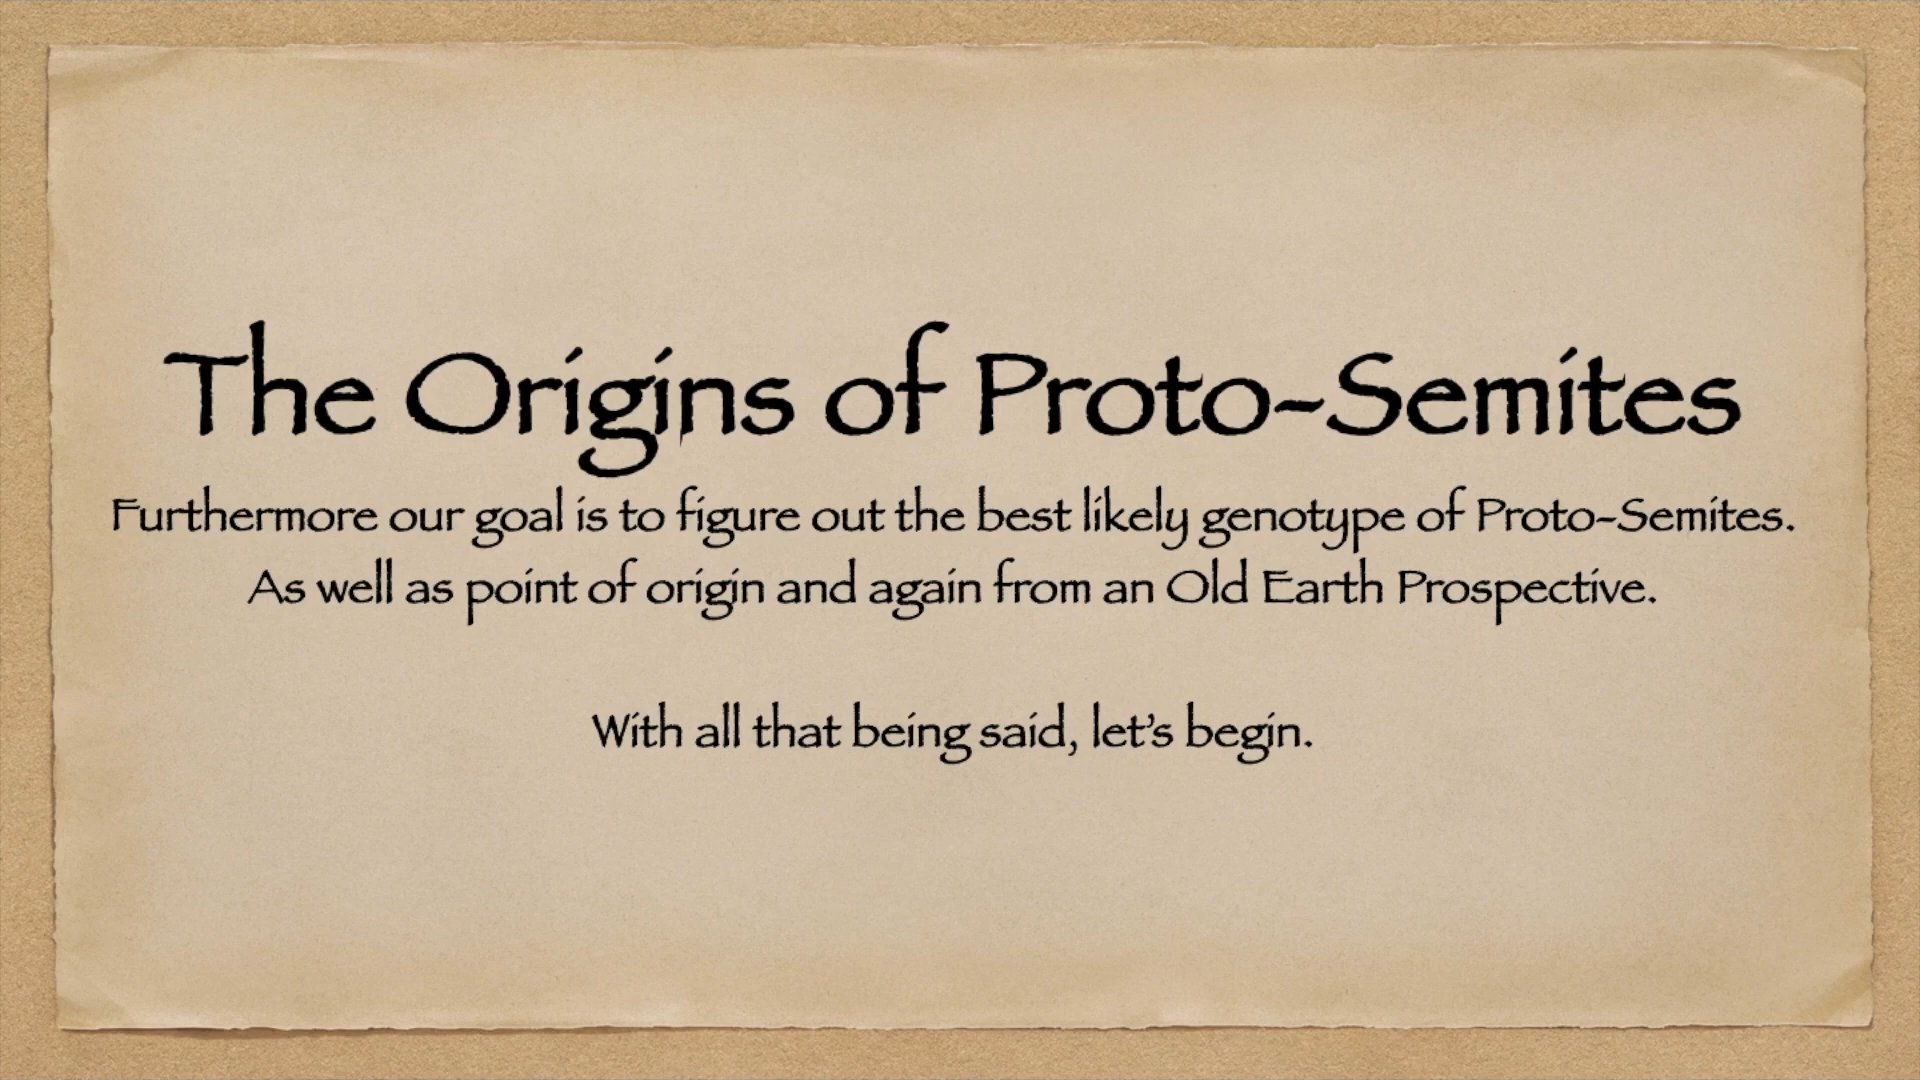 The Origins of Proto-Semites
Furthermore our goal is to figure out the best likely genotype of Proto-Semites.
As well as point of origin and again from an Old Earth Prospective.
With all that being said, let's begin.